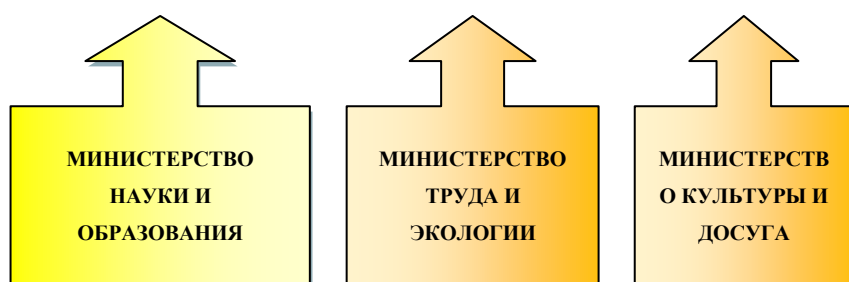 МИНИСТЕРСТВО
НАУКИ И
ОБРАЗОВАНИЯ
МИНИСТЕРСТВО
ТРУДА И
ЭКОЛОГИИ
МИНИСТЕРСТВ
О КУЛЬТУРЫ И
ДОСУГА